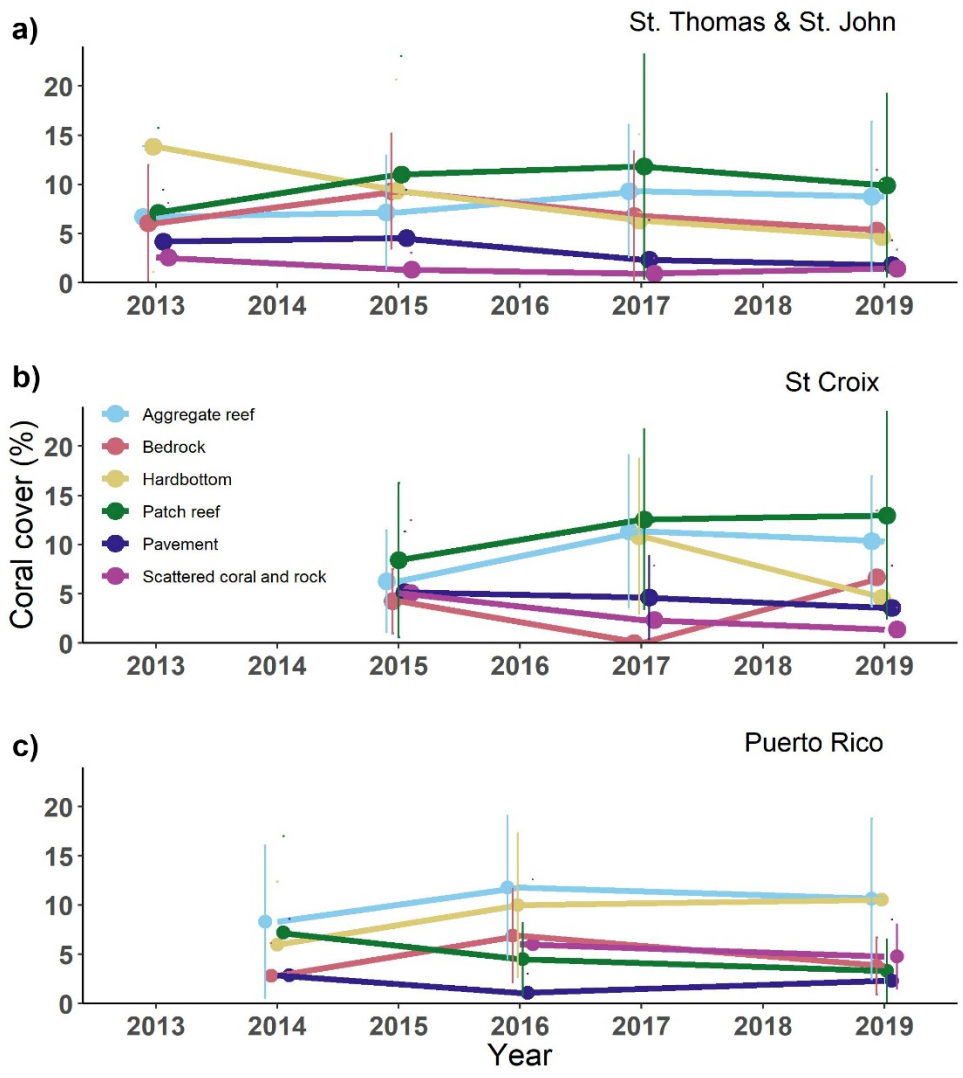 a)
St. Thomas & St. John
20
15
10
5
0
2013 2014 2015 2016 2017 2018 2019
b)
St Croix
Coral cover (%)
20
15
10
5
0
Aggregate reef
Bedrock
Hardbottom
Patch reef
Pavement
Scattered coral and rock
2013 2014 2015 2016 2017 2018 2019
c)
Puerto Rico
20
15
10
5
0
2013 2014 2015 2016 2017 2018 2019
Year